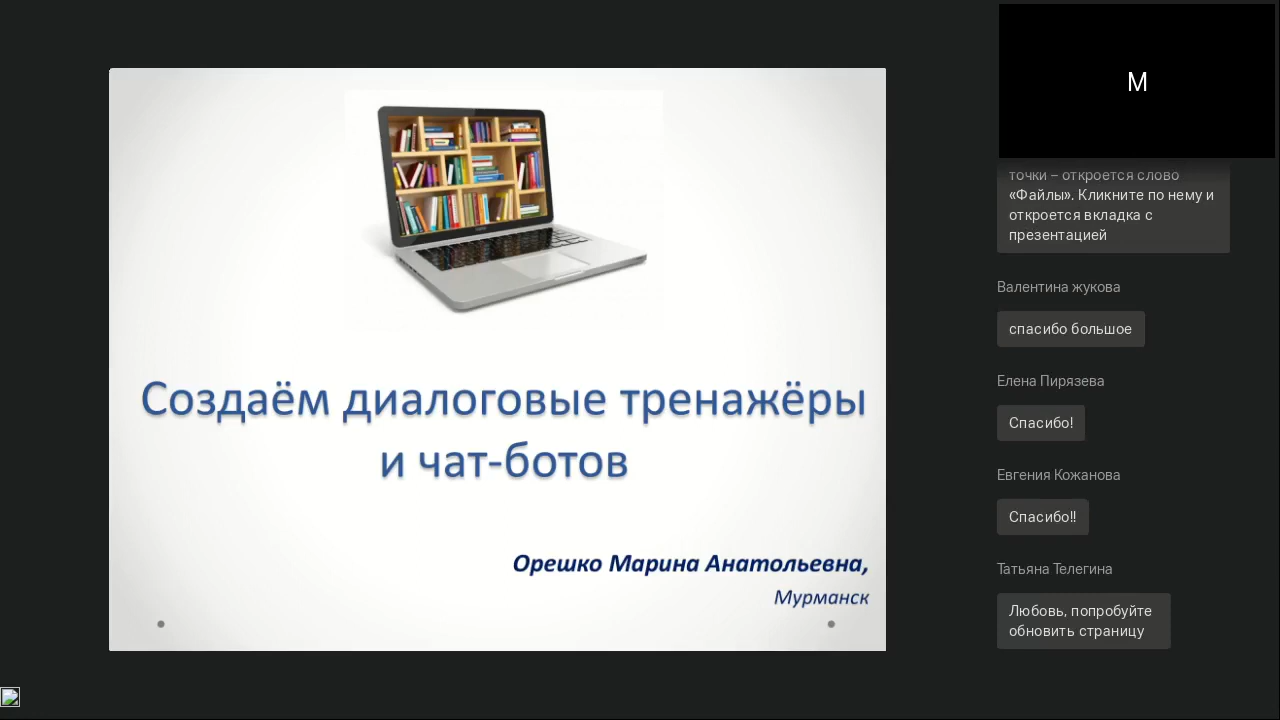 Создаём диалоговые тренажёры
и чат-ботов
Орешко Марина Анатольевна,
Мурманск
М
точки – откроется слово
«Файлы». Кликните по нему и
откроется вкладка с
презентацией
Валентина жукова
спасибо большое
Елена Пирязева
Спасибо!
Евгения Кожанова
Спасибо!!
Татьяна Телегина
Любовь, попробуйте
обновить страницу